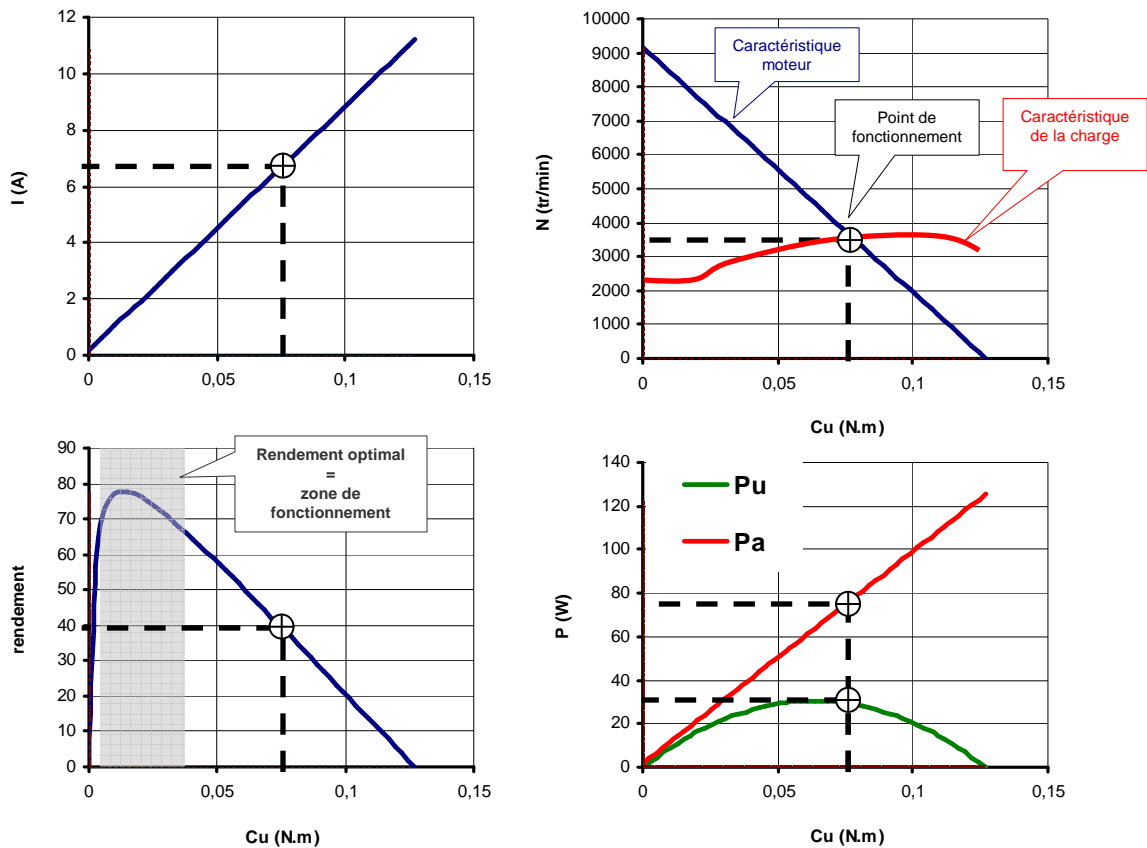 12
10
8
6
4
2
0
I (A)
0
0,05
0,1
0,15
10000
9000
8000
7000
6000
5000
4000
3000
2000
1000
0
N (tr/min)
Caractéristique
moteur
Point de
fonctionnement
Caractéristique
de la charge
0
0,05
0,1
0,15
Cu (N.m)
90
80
70
60
50
40
30
20
10
0
rendement
Rendement optimal
=
zone de
fonctionnement
0
0,05
0,1
0,15
Cu (N.m)
140
120
100
80
60
40
20
0
P (W)
Pu
Pa
0
0,05
0,1
0,15
Cu (N.m)